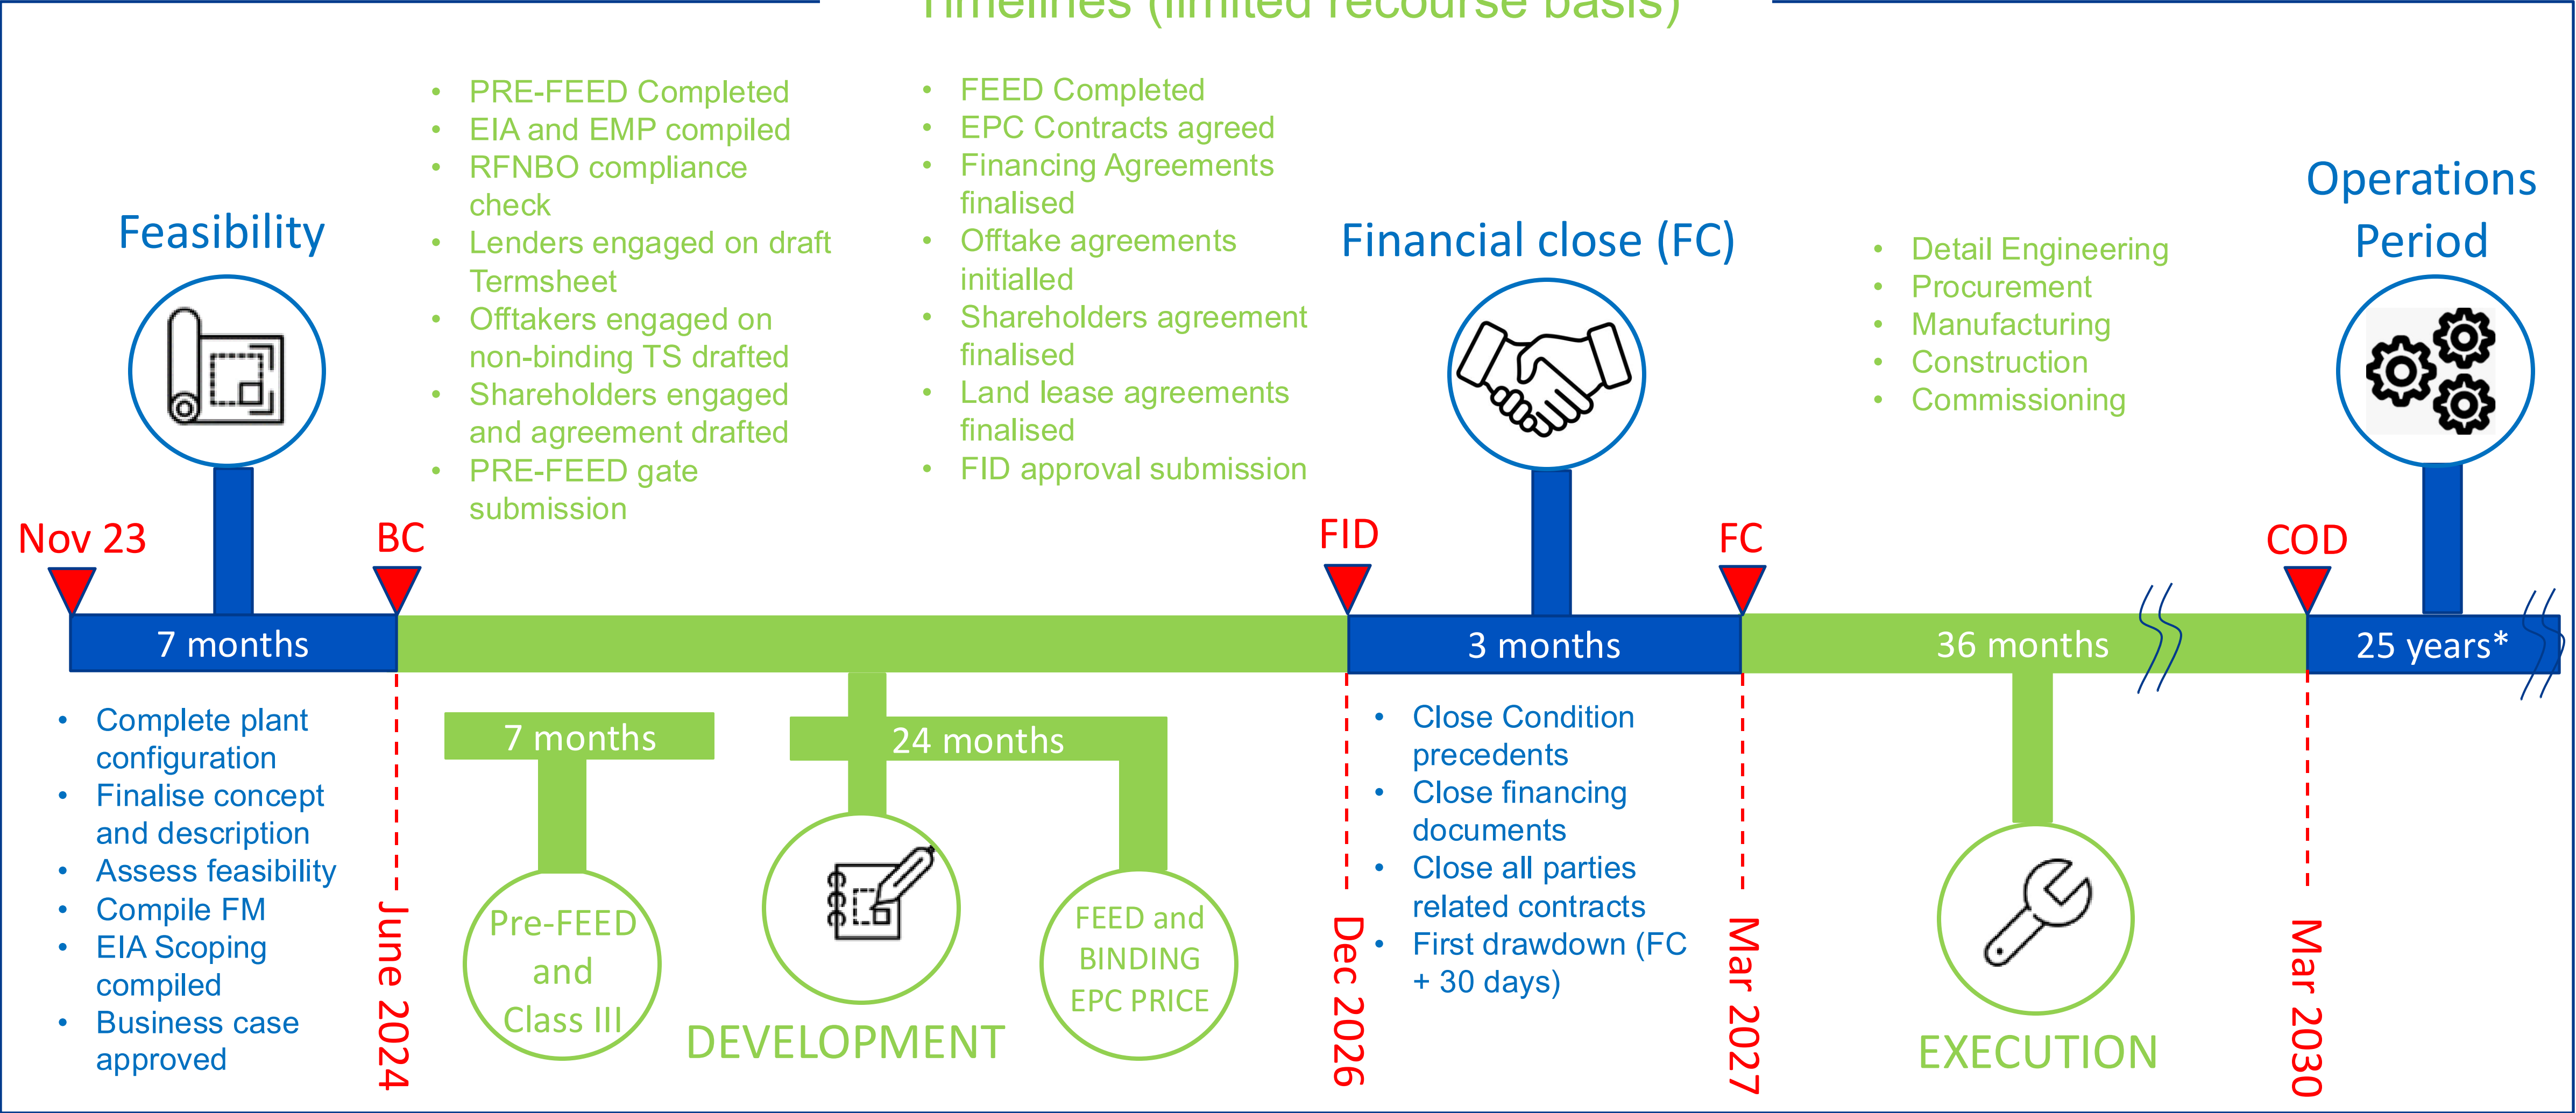 Timelines (limited recourse basis)
Feasibility
• PRE-FEED Completed
• EIA and EMP compiled
• RFNBO compliance
check
• Lenders engaged on draft
Termsheet
• Offtakers engaged on
non-binding TS drafted
• Shareholders engaged
and agreement drafted
• PRE-FEED gate
submission
• FEED Completed
• EPC Contracts agreed
• Financing Agreements
finalised
• Offtake agreements
initialled
• Shareholders agreement
finalised
• Land lease agreements
finalised
• FID approval submission
Financial close (FC)
• Detail Engineering
• Procurement
• Manufacturing
• Construction
• Commissioning
Operations
Period
Nov 23
BC
FID
FC
COD
7 months
3 months
36 months
25 years*
• Complete plant
configuration
• Finalise concept
and description
• Assess feasibility
• Compile FM
• EIA Scoping
compiled
• Business case
approved
June 2024
7 months
Pre-FEED
and
Class III
24 months
DEVELOPMENT
FEED and
BINDING
EPC PRICE
Dec 2026
• Close Condition
precedents
• Close financing
documents
• Close all parties
related contracts
• First drawdown (FC
+ 30 days)
Mar 2027
EXECUTION
Mar 2030